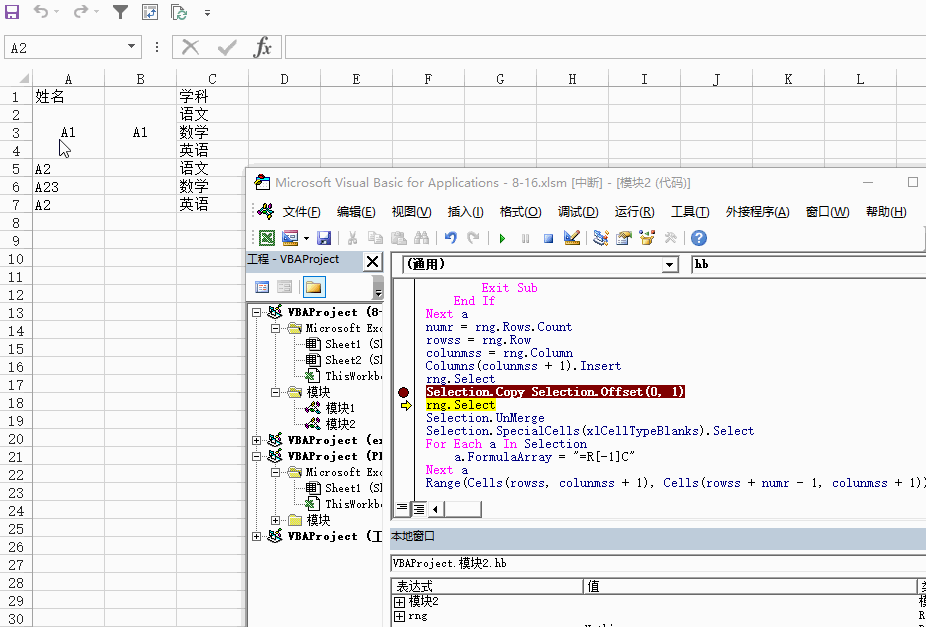 A2
fx
A B C D E F G H I J K L
1 姓名 学科
2 语文
3 A1 A1 数学
4 英语
5 A2 语文
6 A23 数学
7 A2 英语
8
9
10
11
12
13
14
15
16
17
18
19
20
21
22
23
24
25
26
27
28
29
30
Microsoft Visual Basic for Applications - 8-16.xlsm [中断] - [模块2 (代码)]
文件(F) 编辑(E) 视图(V) 插入(I) 格式(O) 调试(D) 运行(R) 工具(T) 外接程序(A) 窗口(W) 帮助(H)
工程 - VBAProject
VBAProject (8-
Microsoft Exc
Sheet1 (Sh
Sheet2 (Sh
ThisWorkbo
模块
模块1
模块2
VBAProject (e
VBAProject (P
Microsoft Exc
Sheet1 (Sh
ThisWorkbo
模块
VBAProject (工
(通用) hb
Exit Sub
End If
Next a
numr = rng.Rows.Count
rowss = rng.Row
colunmss = rng.Column
Columns(colunmss + 1).Insert
rng.Select
Selection.Copy Selection.Offset(0, 1)
rng.Select
Selection.UnMerge
Selection.SpecialCells(xlCellTypeBlanks).Select
For Each a In Selection
a.FormulaArray = "=R[-1]C"
Next a
Range(Cells(rowss, colunmss + 1), Cells(rowss + numr - 1, colunmss + 1))
本地窗口
VBAProject.模块2.hb
表达式 值
模块2
rng